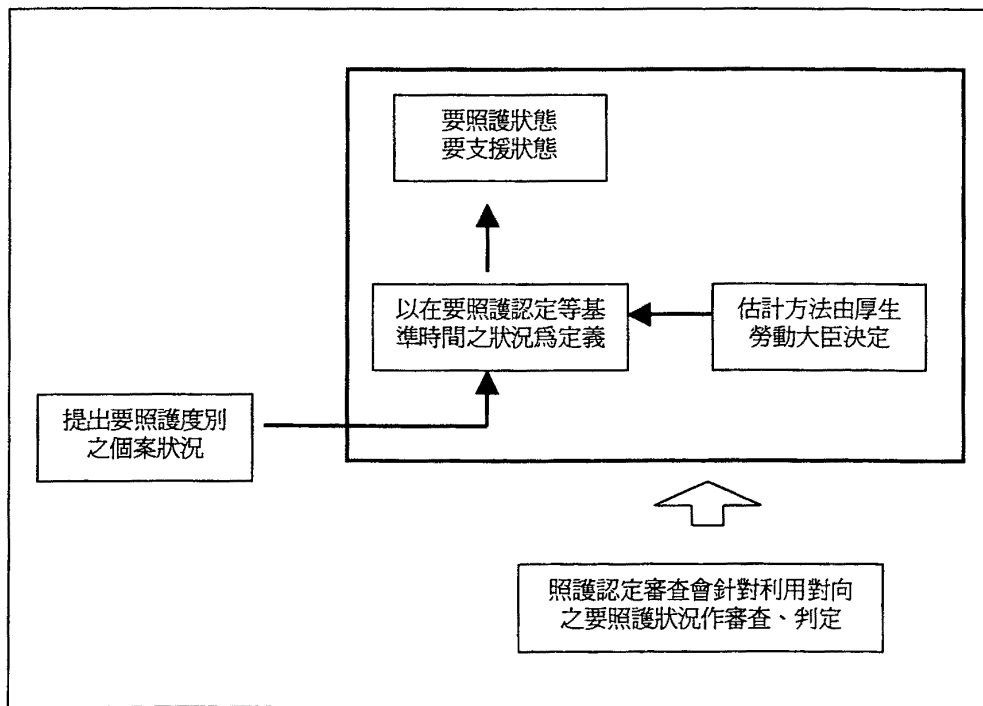 要照護狀態
要支援狀態
以在要照護認定等基
準時間之狀況爲定義
估計方法由厚生
勞動大臣決定
提出要照護度別
之個案狀況
照護認定審查會針對利用對向
之要照護狀況作審查、判定